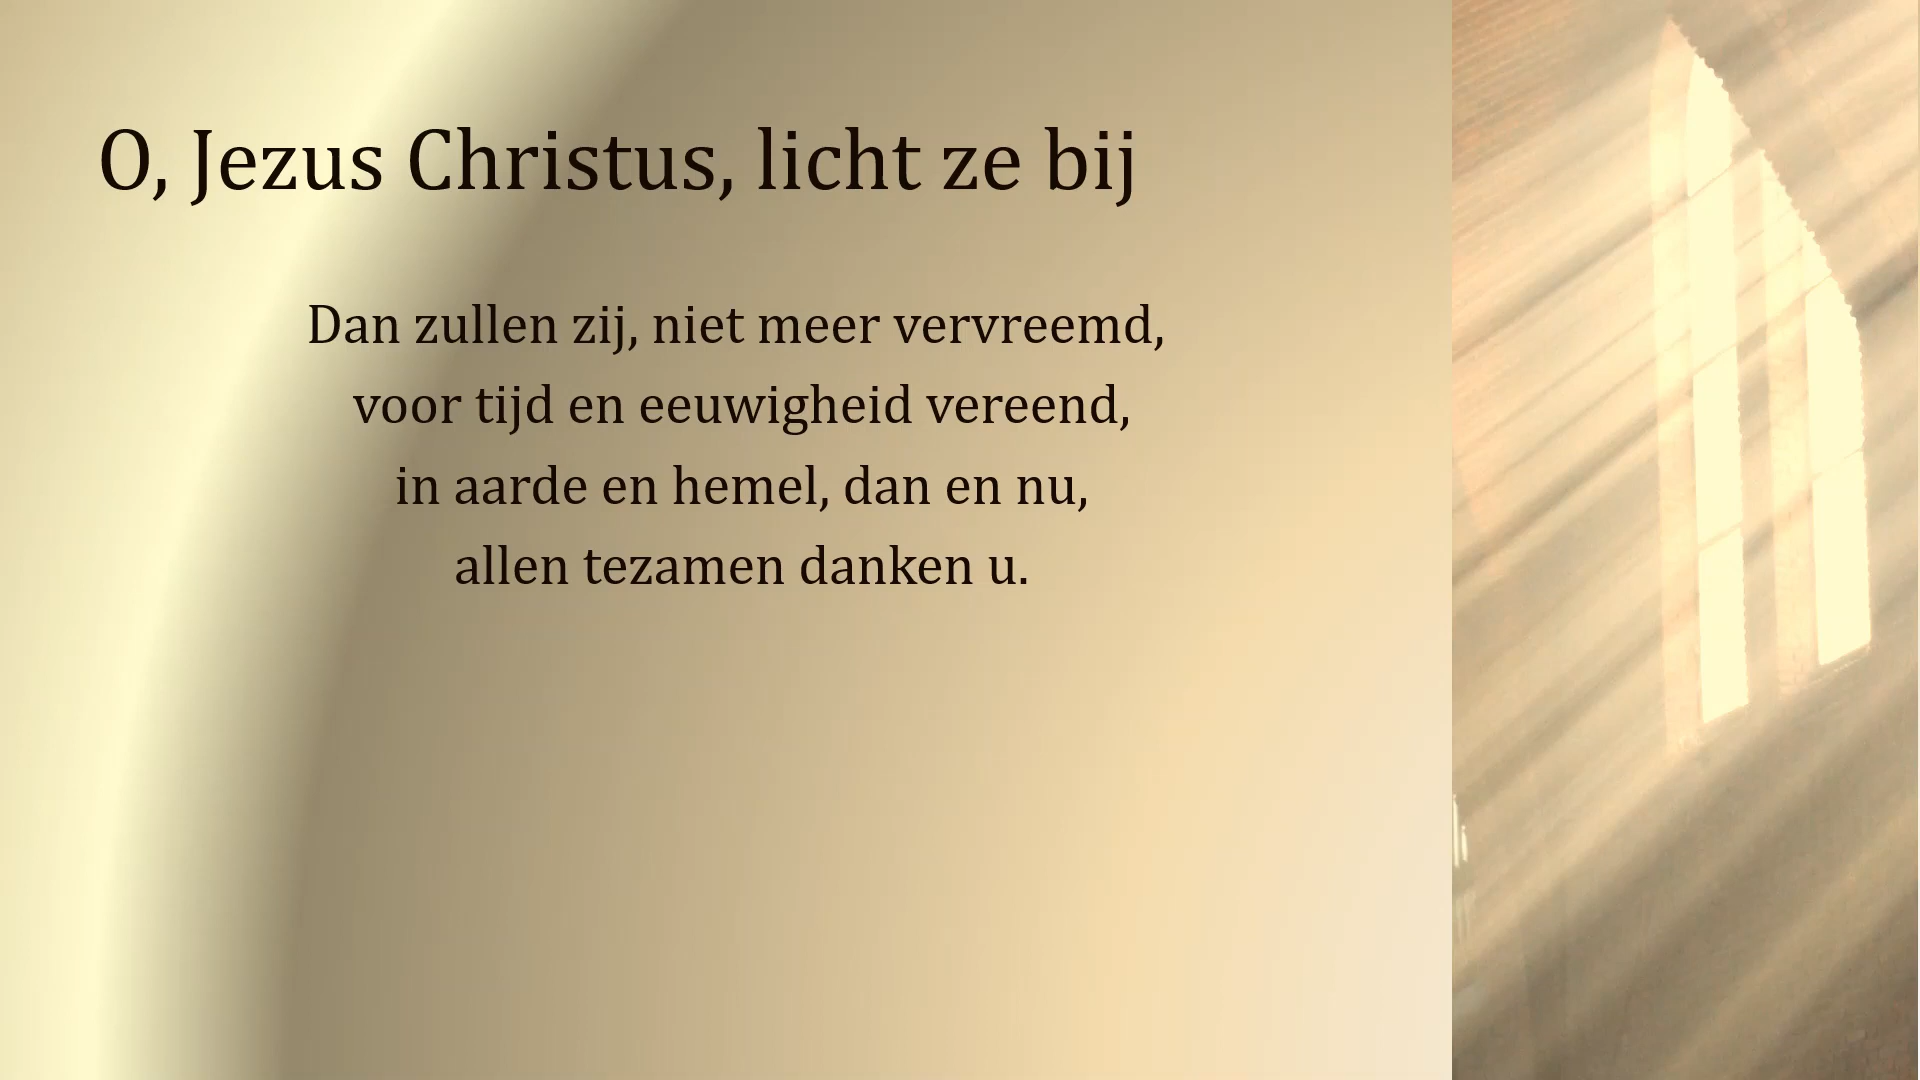 O, Jezus Christus, licht ze bij
Dan zullen zij, niet meer vervreemd,
voor tijd en eeuwigheid vereend,
in aarde en hemel, dan en nu,
allen tezamen danken u.